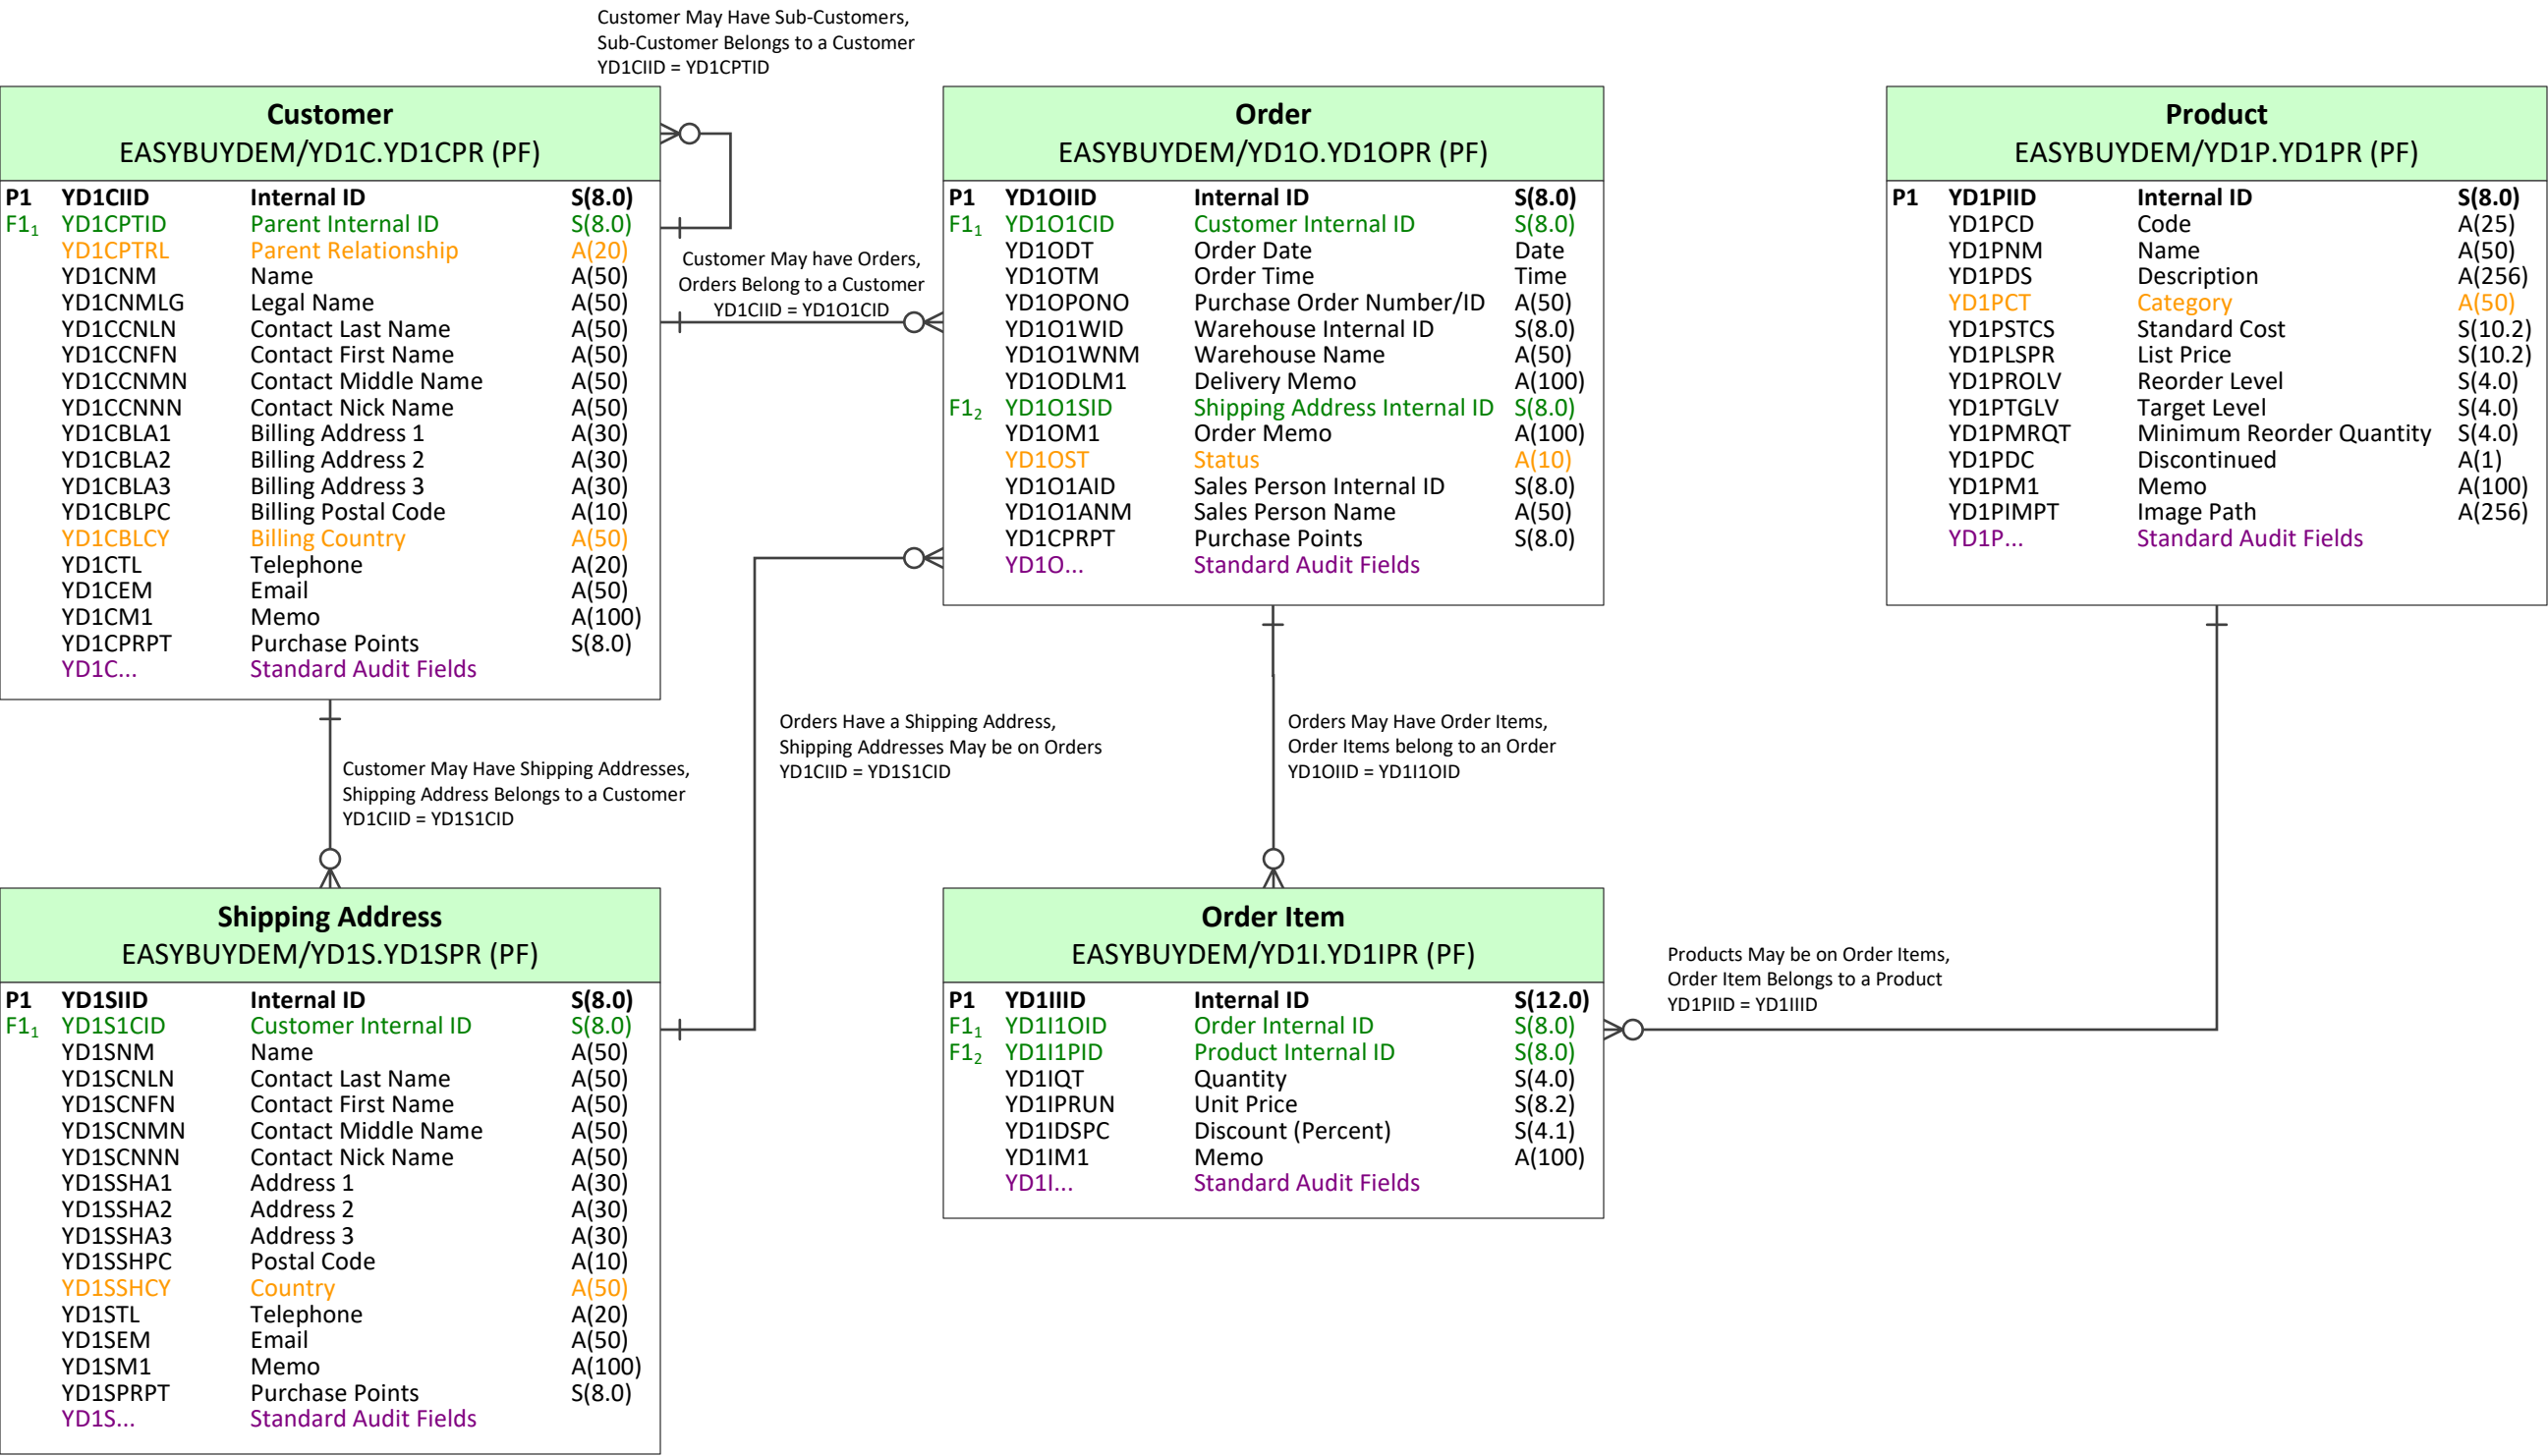 Customer May Have Sub-Customers,
Sub-Customer Belongs to a Customer
YD1CIID = YD1CPTID
Customer
EASYBUYDEM/YD1C.YD1CPR (PF)
P1 YD1CIID Internal ID S(8.0)
F1₁ YD1CPTID Parent Internal ID S(8.0)
YD1CPTRL Parent Relationship A(20)
YD1CNM Name A(50)
YD1CNMLG Legal Name A(50)
YD1CCNLN Contact Last Name A(50)
YD1CCNFN Contact First Name A(50)
YD1CCNMN Contact Middle Name A(50)
YD1CCNNN Contact Nick Name A(50)
YD1CBLA1 Billing Address 1 A(30)
YD1CBLA2 Billing Address 2 A(30)
YD1CBLA3 Billing Address 3 A(30)
YD1CBLPC Billing Postal Code A(10)
YD1CBLCY Billing Country A(50)
YD1CTL Telephone A(20)
YD1CEM Email A(50)
YD1CM1 Memo A(100)
YD1CPRPT Purchase Points S(8.0)
YD1C... Standard Audit Fields
Customer May have Orders,
Orders Belong to a Customer
YD1CIID = YD1O1CID
Order
EASYBUYDEM/YD1O.YD1OPR (PF)
P1 YD1OIID Internal ID S(8.0)
F1₁ YD1O1CID Customer Internal ID S(8.0)
YD1ODT Order Date Date
YD1OTM Order Time Time
YD1OPONO Purchase Order Number/ID A(50)
YD1O1WID Warehouse Internal ID S(8.0)
YD1O1WNM Warehouse Name A(50)
YD1ODLM1 Delivery Memo A(100)
F1₂ YD1O1SID Shipping Address Internal ID S(8.0)
YD1OM1 Order Memo A(100)
YD1OST Status A(10)
YD1O1AID Sales Person Internal ID S(8.0)
YD1O1ANM Sales Person Name A(50)
YD1CPRPT Purchase Points S(8.0)
YD1O... Standard Audit Fields
Product
EASYBUYDEM/YD1P.YD1PR (PF)
P1 YD1PIID Internal ID S(8.0)
YD1PCD Code A(25)
YD1PNM Name A(50)
YD1PDS Description A(256)
YD1PCT Category A(50)
YD1PSTCS Standard Cost S(10.2)
YD1PLSPR List Price S(10.2)
YD1PROLV Reorder Level S(4.0)
YD1PTGLV Target Level S(4.0)
YD1PMRQT Minimum Reorder Quantity S(4.0)
YD1PDC Discontinued A(1)
YD1PM1 Memo A(100)
YD1PIMPT Image Path A(256)
YD1P... Standard Audit Fields
Customer May Have Shipping Addresses,
Shipping Address Belongs to a Customer
YD1CIID = YD1S1CID
Orders Have a Shipping Address,
Shipping Addresses May be on Orders
YD1CIID = YD1S1CID
Orders May Have Order Items,
Order Items belong to an Order
YD1OIID = YD1I1OID
Shipping Address
EASYBUYDEM/YD1S.YD1SPR (PF)
P1 YD1SIID Internal ID S(8.0)
F1₁ YD1S1CID Customer Internal ID S(8.0)
YD1SNM Name A(50)
YD1SCNLN Contact Last Name A(50)
YD1SCNFN Contact First Name A(50)
YD1SCNMN Contact Middle Name A(50)
YD1SCNNN Contact Nick Name A(50)
YD1SSHA1 Address 1 A(30)
YD1SSHA2 Address 2 A(30)
YD1SSHA3 Address 3 A(30)
YD1SSHPC Postal Code A(10)
YD1SSHCY Country A(50)
YD1STL Telephone A(20)
YD1SEM Email A(50)
YD1SM1 Memo A(100)
YD1SPRPT Purchase Points S(8.0)
YD1S... Standard Audit Fields
Order Item
EASYBUYDEM/YD1I.YD1IPR (PF)
P1 YD1IIID Internal ID S(12.0)
F1₁ YD1I1OID Order Internal ID S(8.0)
F1₂ YD1I1PID Product Internal ID S(8.0)
YD1IQT Quantity S(4.0)
YD1IPRUN Unit Price S(8.2)
YD1IDSPC Discount (Percent) S(4.1)
YD1IM1 Memo A(100)
YD1I... Standard Audit Fields
Products May be on Order Items,
Order Item Belongs to a Product
YD1PIID = YD1IIID